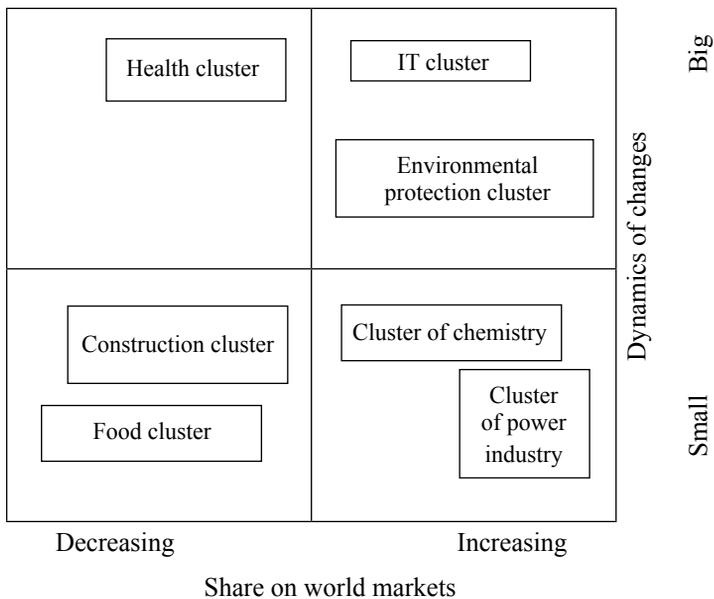 Health cluster
IT cluster
Big
Environmental
protection cluster
Dynamics of changes
Construction cluster
Cluster of chemistry
Food cluster
Cluster
of power
industry
Small
Decreasing
Increasing
Share on world markets